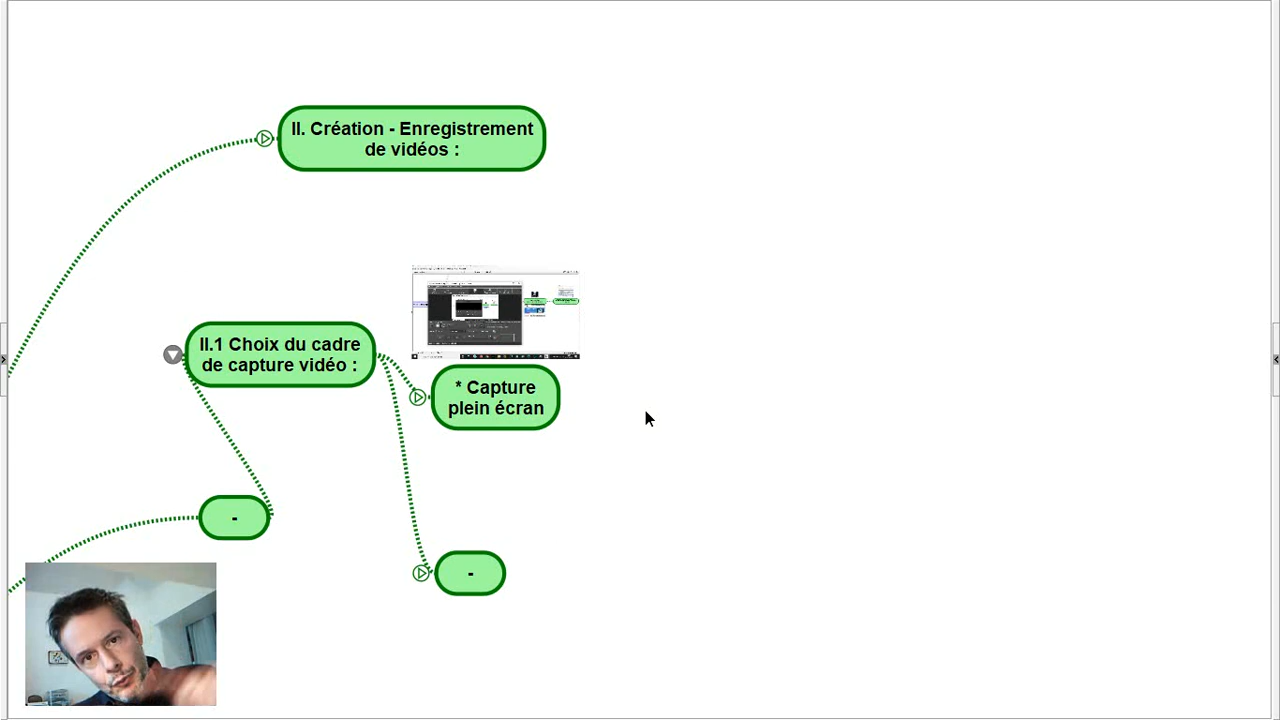 II. Création - Enregistrement
de vidéos :
II.1 Choix du cadre
de capture vidéo :
* Capture
plein écran
-
-